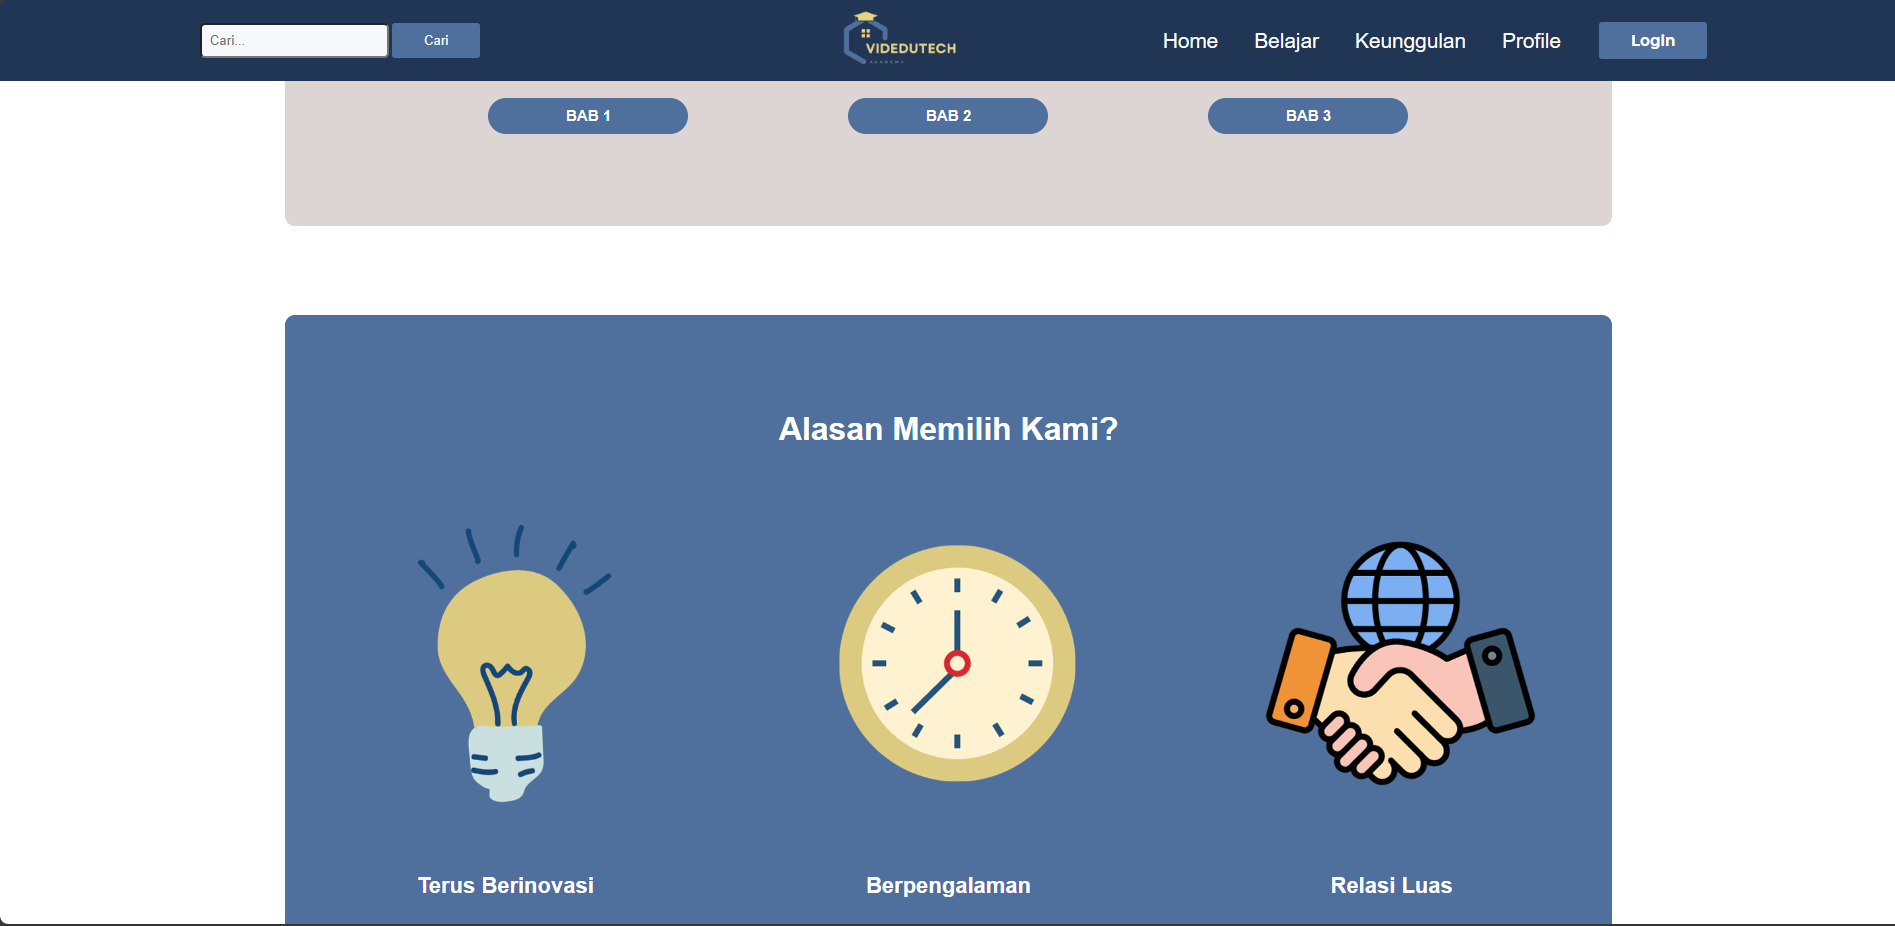 Cari...
Cari
VIDEDUTECH
ACADEMY
Home
Belajar
Keunggulan
Profile
LogIn
BAB 1
BAB 2
BAB 3
Alasan Memilih Kami?
Terus Berinovasi
Berpengalaman
Relasi Luas